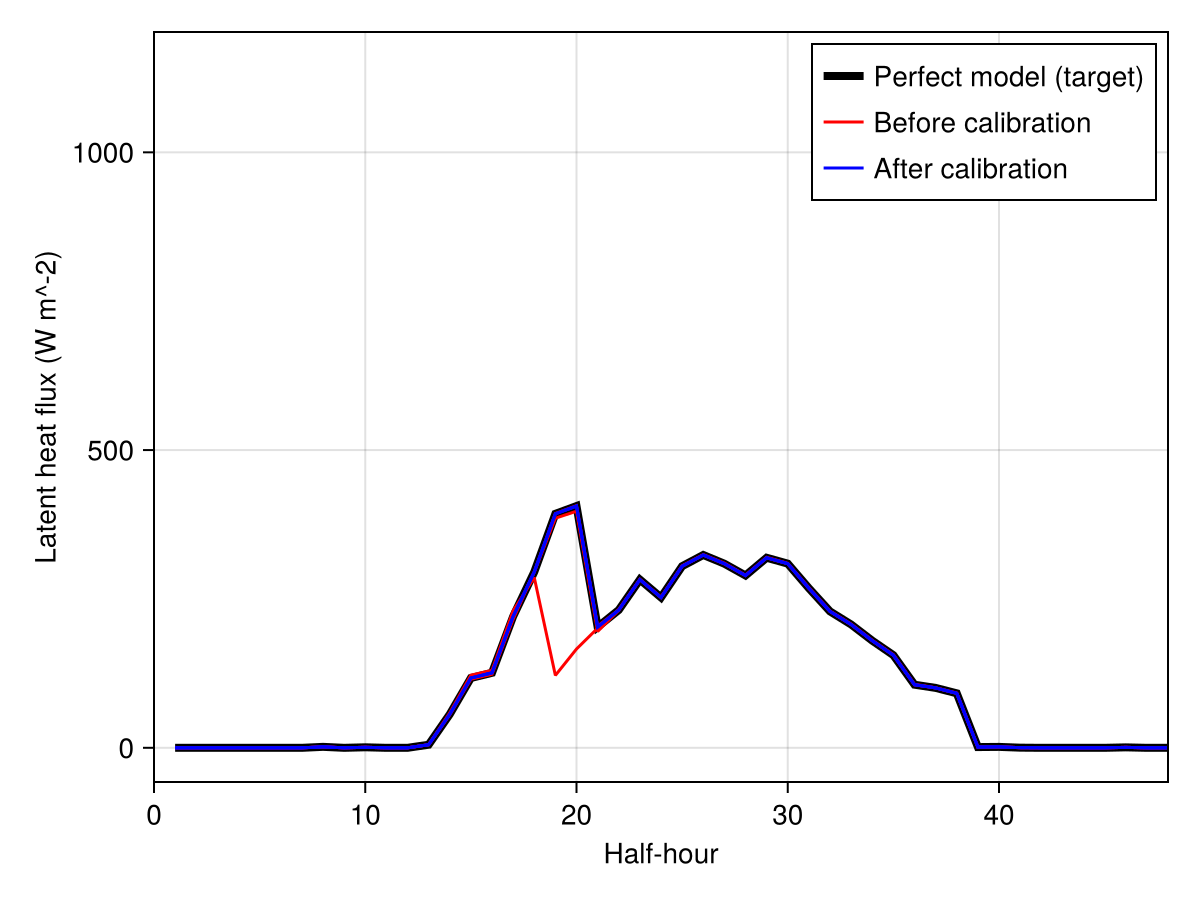 Perfect model (target)
Before calibration
After calibration
1000
500
0
Latent heat flux (W m^-2)
0 10 20 30 40
Half-hour